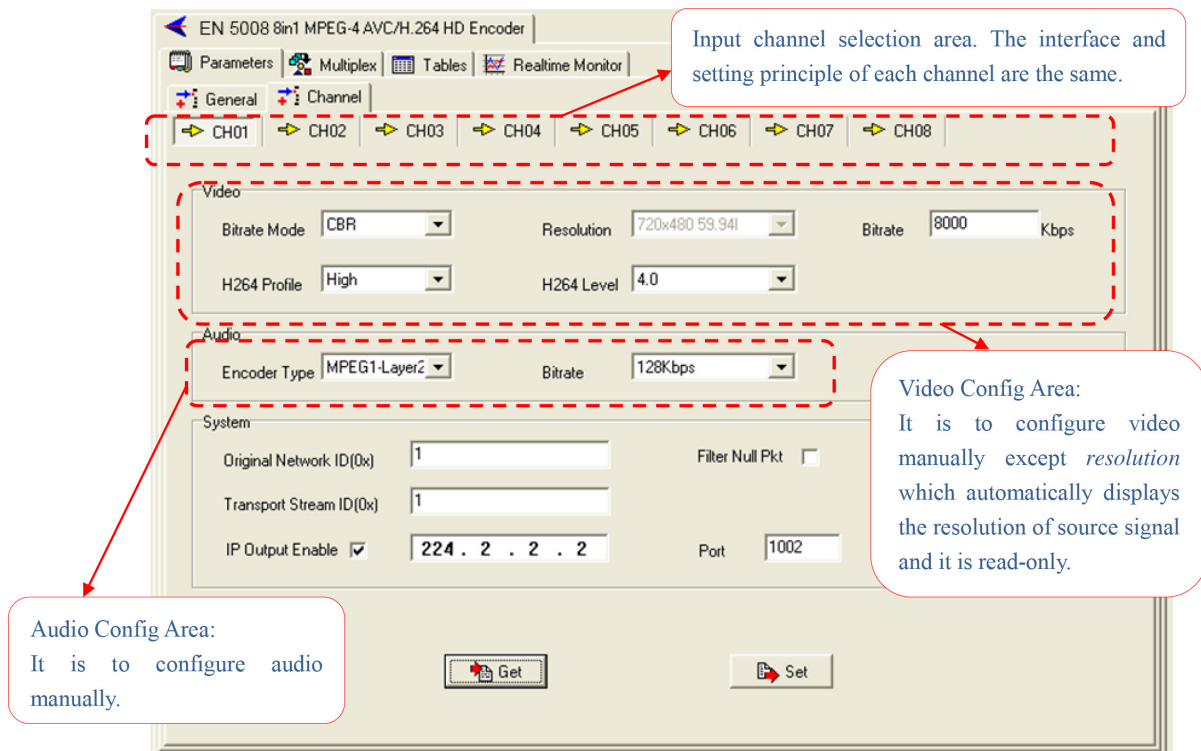 EN 5008 8in1 MPEG-4 AVC/H.264 HD Encoder
Parameters Multiplex Tables Realtime Monitor
General Channel
Input channel selection area. The interface and
setting principle of each channel are the same.
CH01 CH02 CH03 CH04 CH05 CH06 CH07 CH08
Video
Bitrate Mode CBR Resolution 720x480 59.94I Bitrate 8000 Kbps
H264 Profile High H264 Level 4.0
Audio
Encoder Type MPEG1-Layer2 Bitrate 128Kbps
System
Original Network ID(0x) 1 Filter Null Pkt
Transport Stream ID(0x) 1
IP Output Enable 224 . 2 . 2 . 2 Port 1002
Video Config Area:
It is to configure video
manually except resolution
which automatically displays
the resolution of source signal
and it is read-only.
Audio Config Area:
It is to configure audio
manually.
Get Set